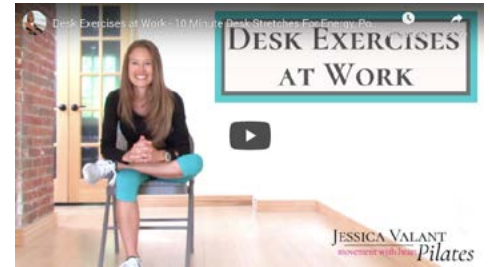 Desk Exercises at Work - 10 Minute Desk Stretches For Energy, Po...
DESK EXERCISES
AT WORK
JESSICA VALANT
movement with heart
Pilates